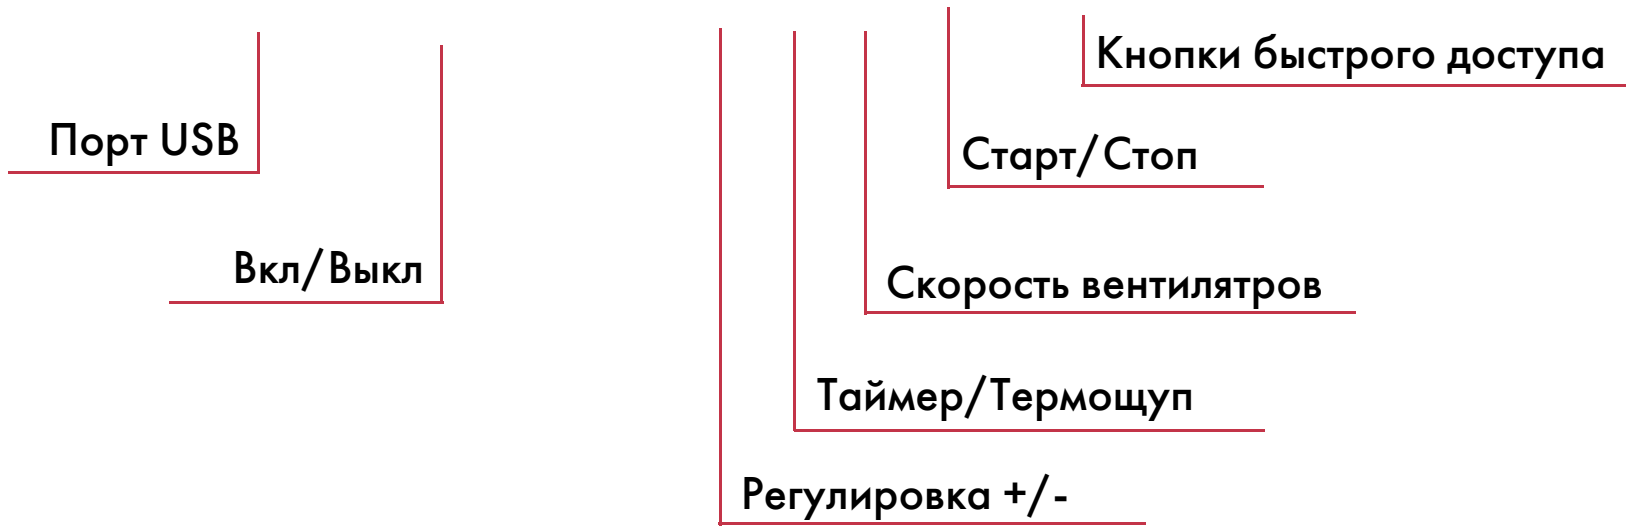 Кнопки быстрого доступа
Порт USB
Старт/Стоп
Вкл/Выкл
Скорость вентилятров
Таймер/Термощуп
Регулировка +/-